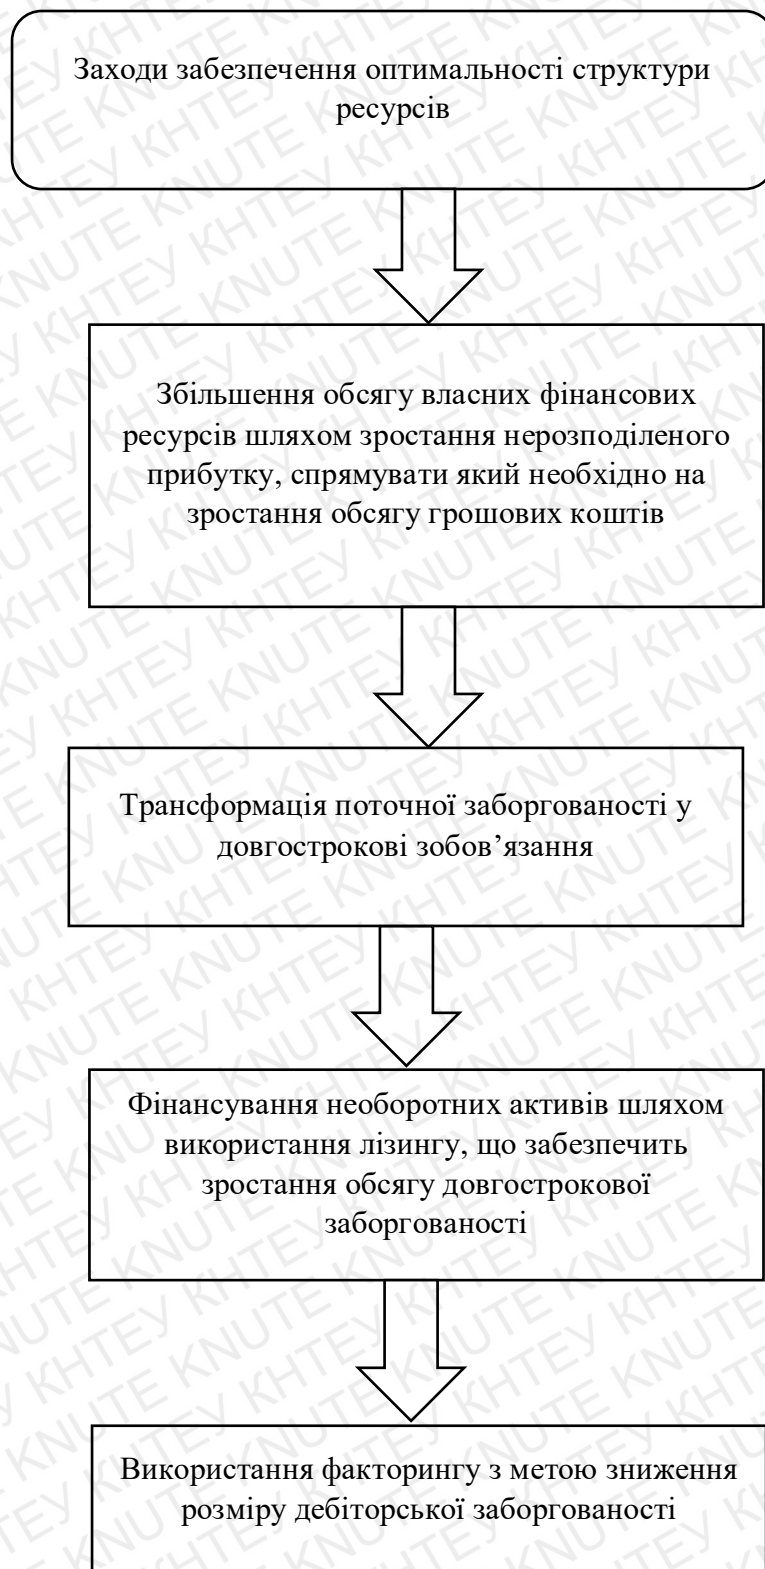 Заходи забезпечення оптимальності структури
ресурсів
Збільшення обсягу власних фінансових
ресурсів шляхом зростання нерозподіленого
прибутку, спрямувати який необхідно на
зростання обсягу грошових коштів
Трансформація поточної заборгованості у
довгострокові зобов’язання
Фінансування необоротних активів шляхом
використання лізингу, що забезпечить
зростання обсягу довгострокової
заборгованості
Використання факторингу з метою зниження
розміру дебіторської заборгованості